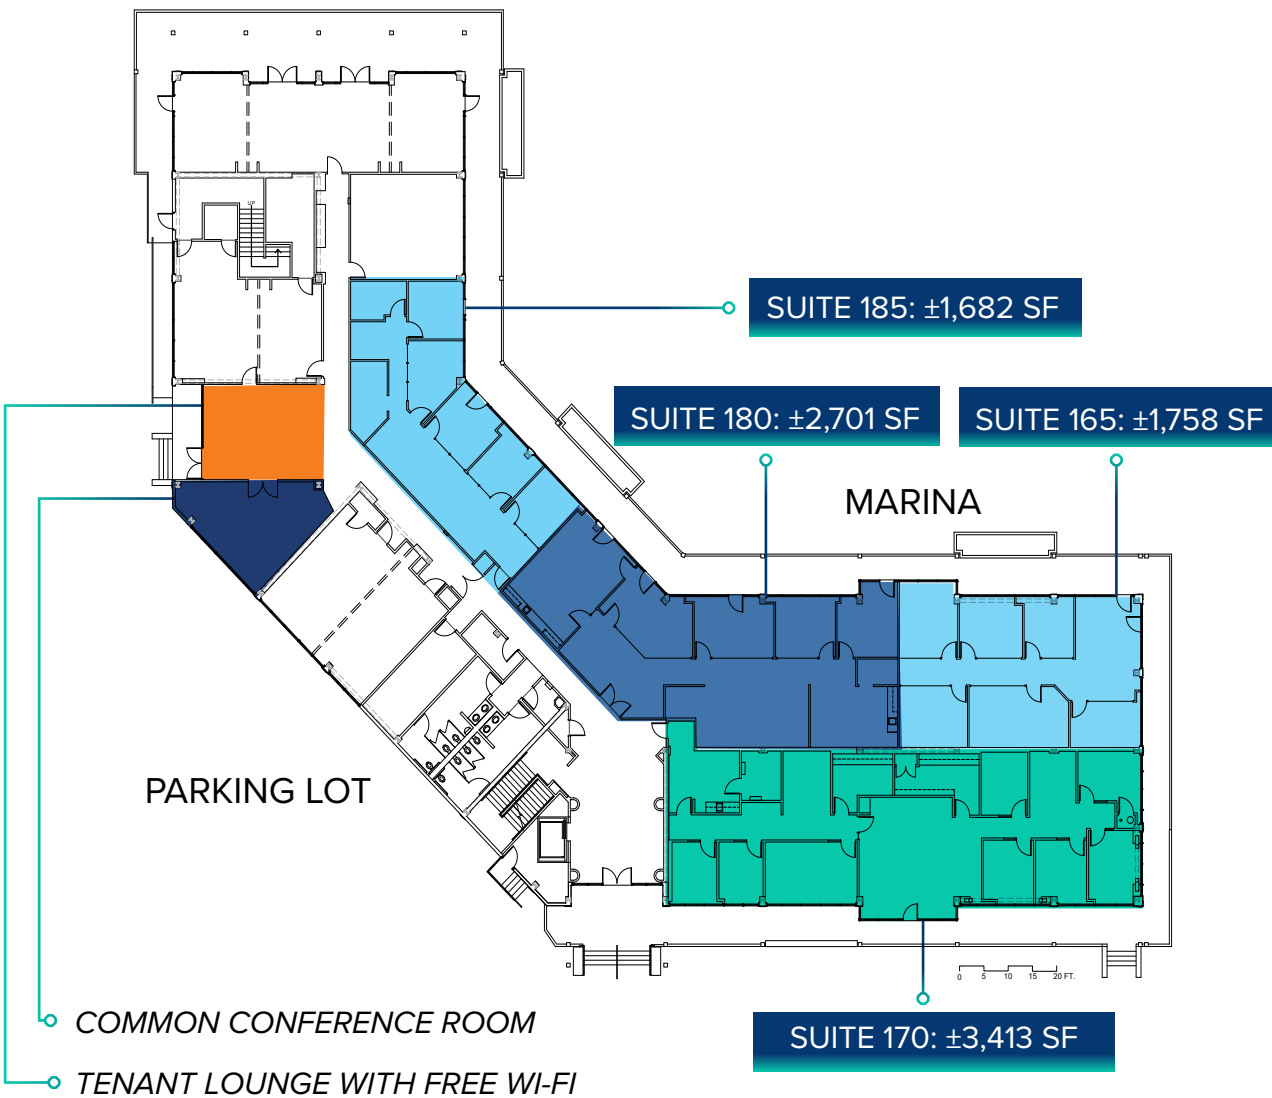 UP
SUITE 185: ±1,682 SF
SUITE 180: ±2,701 SF
SUITE 165: ±1,758 SF
MARINA
PARKING LOT
0 5 10 15 20 FT.
SUITE 170: ±3,413 SF
COMMON CONFERENCE ROOM
TENANT LOUNGE WITH FREE WI-FI